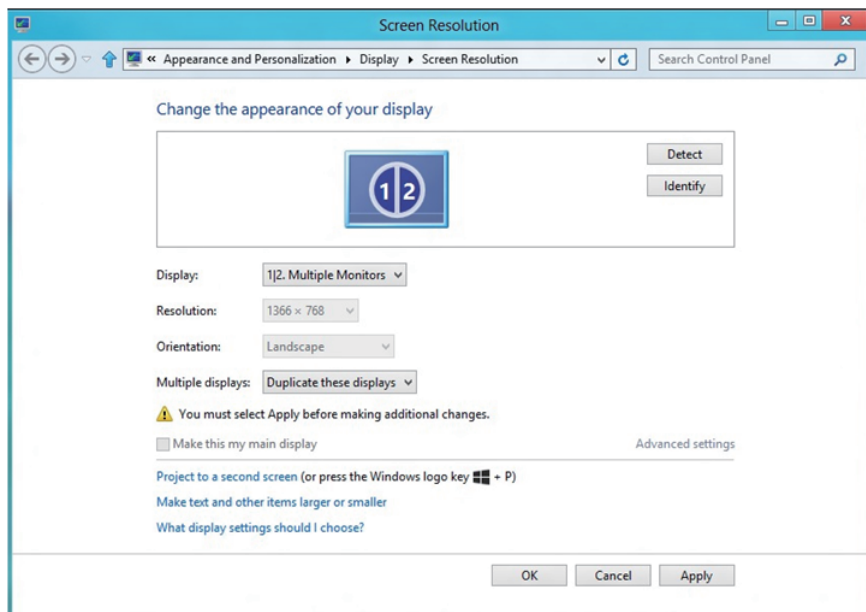 Screen Resolution
« Appearance and Personalization Display Screen Resolution Search Control Panel
Change the appearance of your display
Detect
1 2
Identify
Display: 1|2. Multiple Monitors
Resolution: 1366 × 768
Orientation: Landscape
Multiple displays: Duplicate these displays
You must select Apply before making additional changes.
Make this my main display Advanced settings
Project to a second screen (or press the Windows logo key + P)
Make text and other items larger or smaller
What display settings should I choose?
OK Cancel Apply